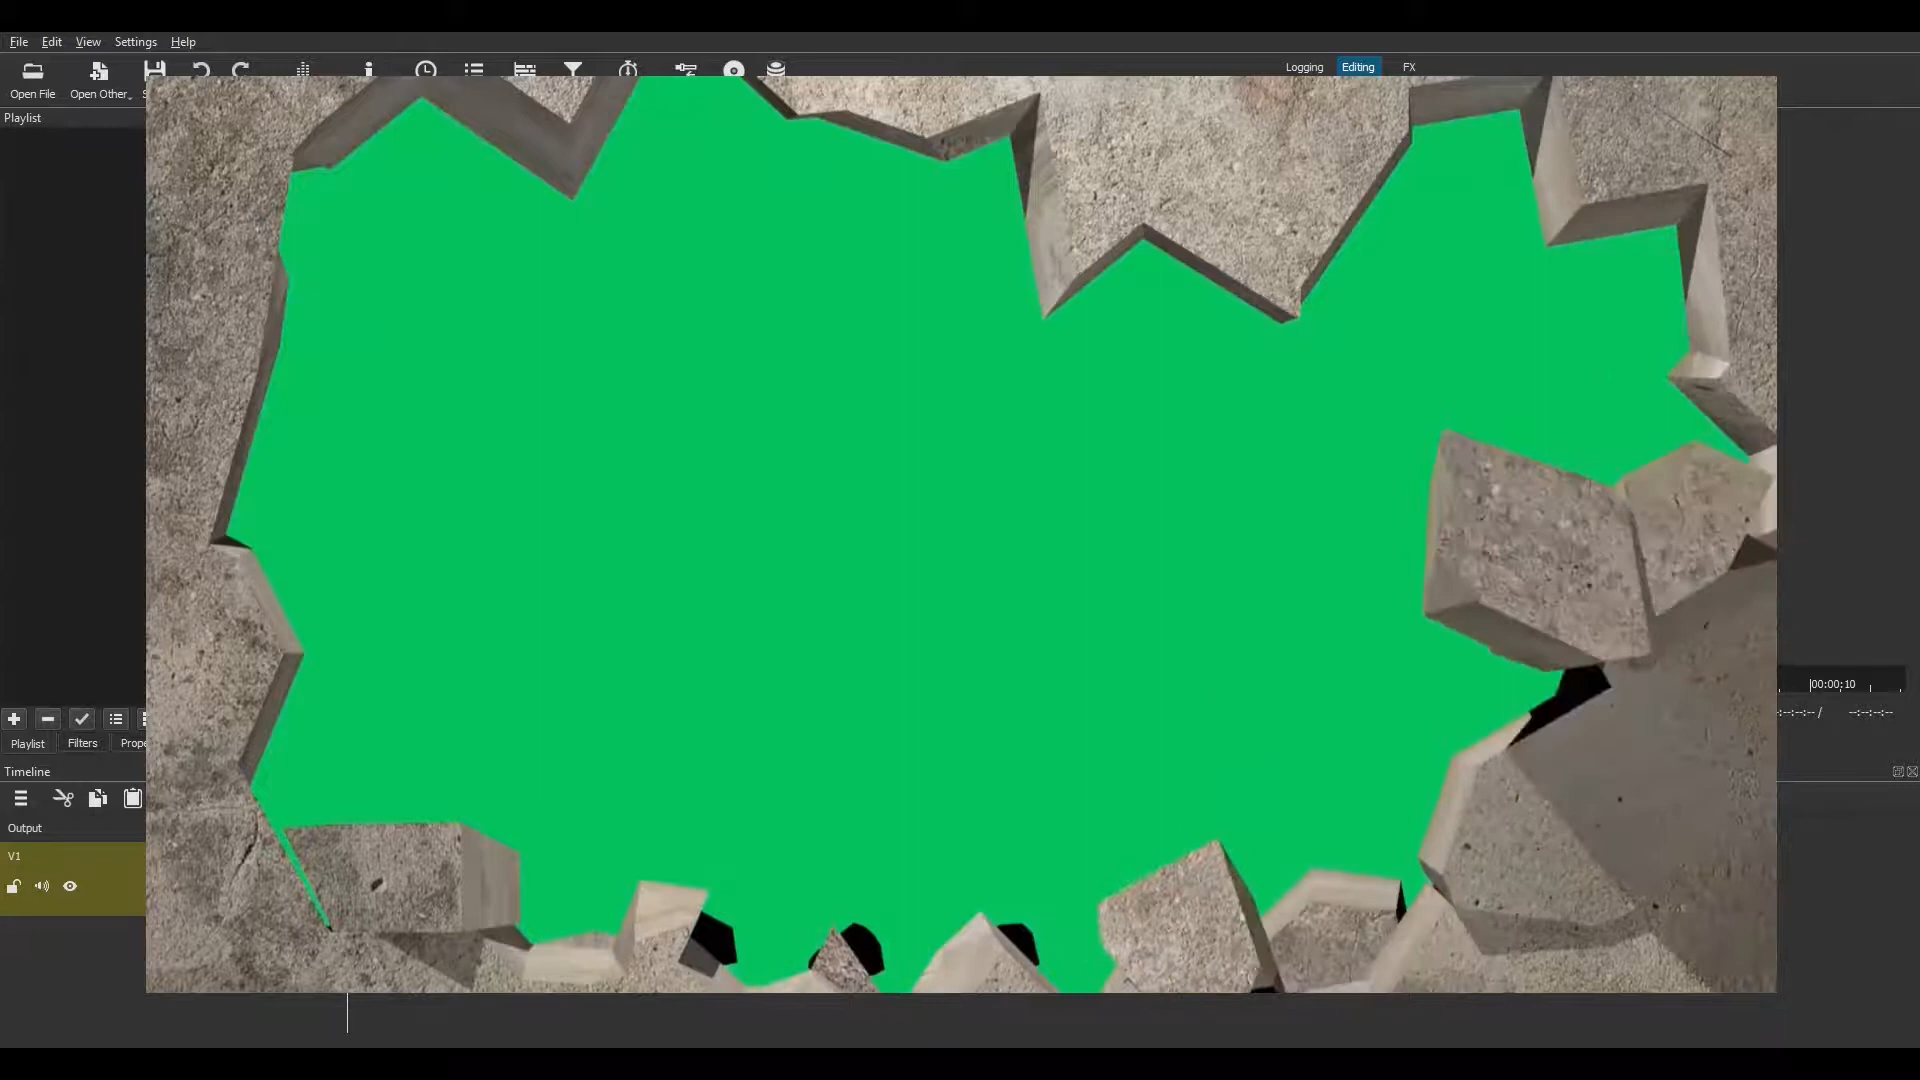 File Edit View Settings Help
Open File Open Other
Logging Editing FX
Playlist
00:00:10
--:--:--:--
Playlist Filters
Timeline
Output
V1